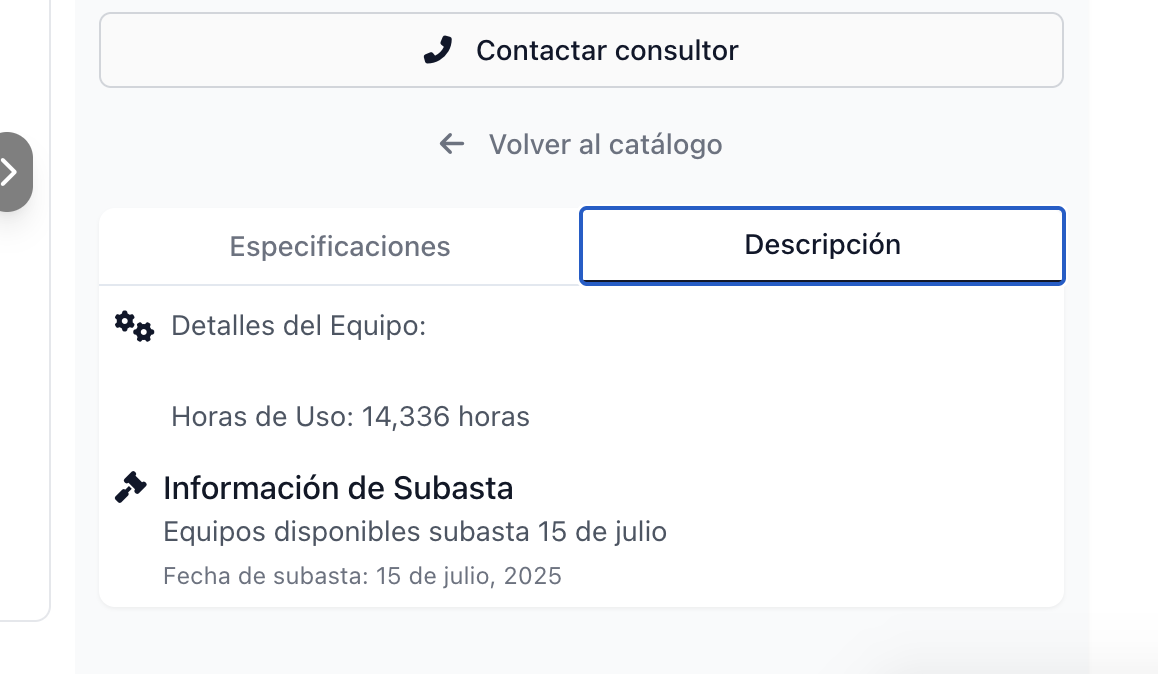 Contactar consultor
Volver al catálogo
Especificaciones
Descripción
Detalles del Equipo:
Horas de Uso: 14,336 horas
Información de Subasta
Equipos disponibles subasta 15 de julio
Fecha de subasta: 15 de julio, 2025